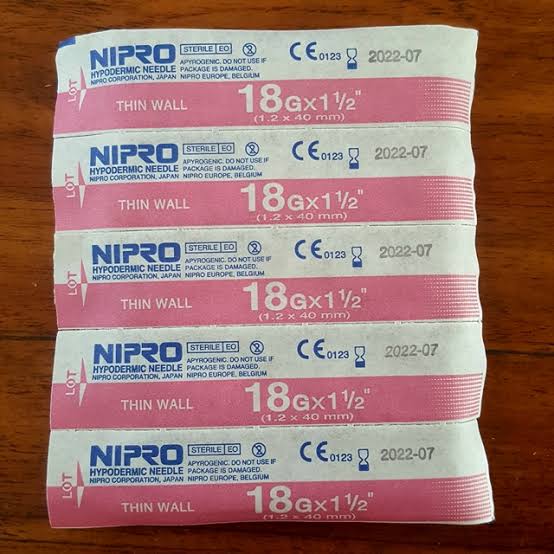 NIPRO STERILE EO 2 CE 0123 2022-07
HYPODERMIC NEEDLE APYROGENIC. DO NOT USE IF
NIPRO CORPORATION, JAPAN PACKAGE IS DAMAGED.
NIPRO EUROPE, BELGIUM
LOT
THIN WALL 18G×1½"
(1.2 x 40 mm)
NIPRO STERILE EO 2 CE 0123 2022-07
HYPODERMIC NEEDLE APYROGENIC. DO NOT USE IF
NIPRO CORPORATION, JAPAN PACKAGE IS DAMAGED.
NIPRO EUROPE, BELGIUM
LOT
THIN WALL 18G×1½"
(1.2 x 40 mm)
NIPRO STERILE EO 2 CE 0123 2022-07
HYPODERMIC NEEDLE APYROGENIC. DO NOT USE IF
NIPRO CORPORATION, JAPAN PACKAGE IS DAMAGED.
NIPRO EUROPE, BELGIUM
LOT
THIN WALL 18G×1½"
(1.2 x 40 mm)
NIPRO STERILE EO 2 CE 0123 2022-07
HYPODERMIC NEEDLE APYROGENIC. DO NOT USE IF
NIPRO CORPORATION, JAPAN PACKAGE IS DAMAGED.
NIPRO EUROPE, BELGIUM
LOT
THIN WALL 18G×1½"
(1.2 x 40 mm)
NIPRO STERILE EO 2 CE 0123 2022-07
HYPODERMIC NEEDLE APYROGENIC. DO NOT USE IF
NIPRO CORPORATION, JAPAN PACKAGE IS DAMAGED.
NIPRO EUROPE, BELGIUM
LOT
THIN WALL 18G×1½"
(1.2 x 40 mm)